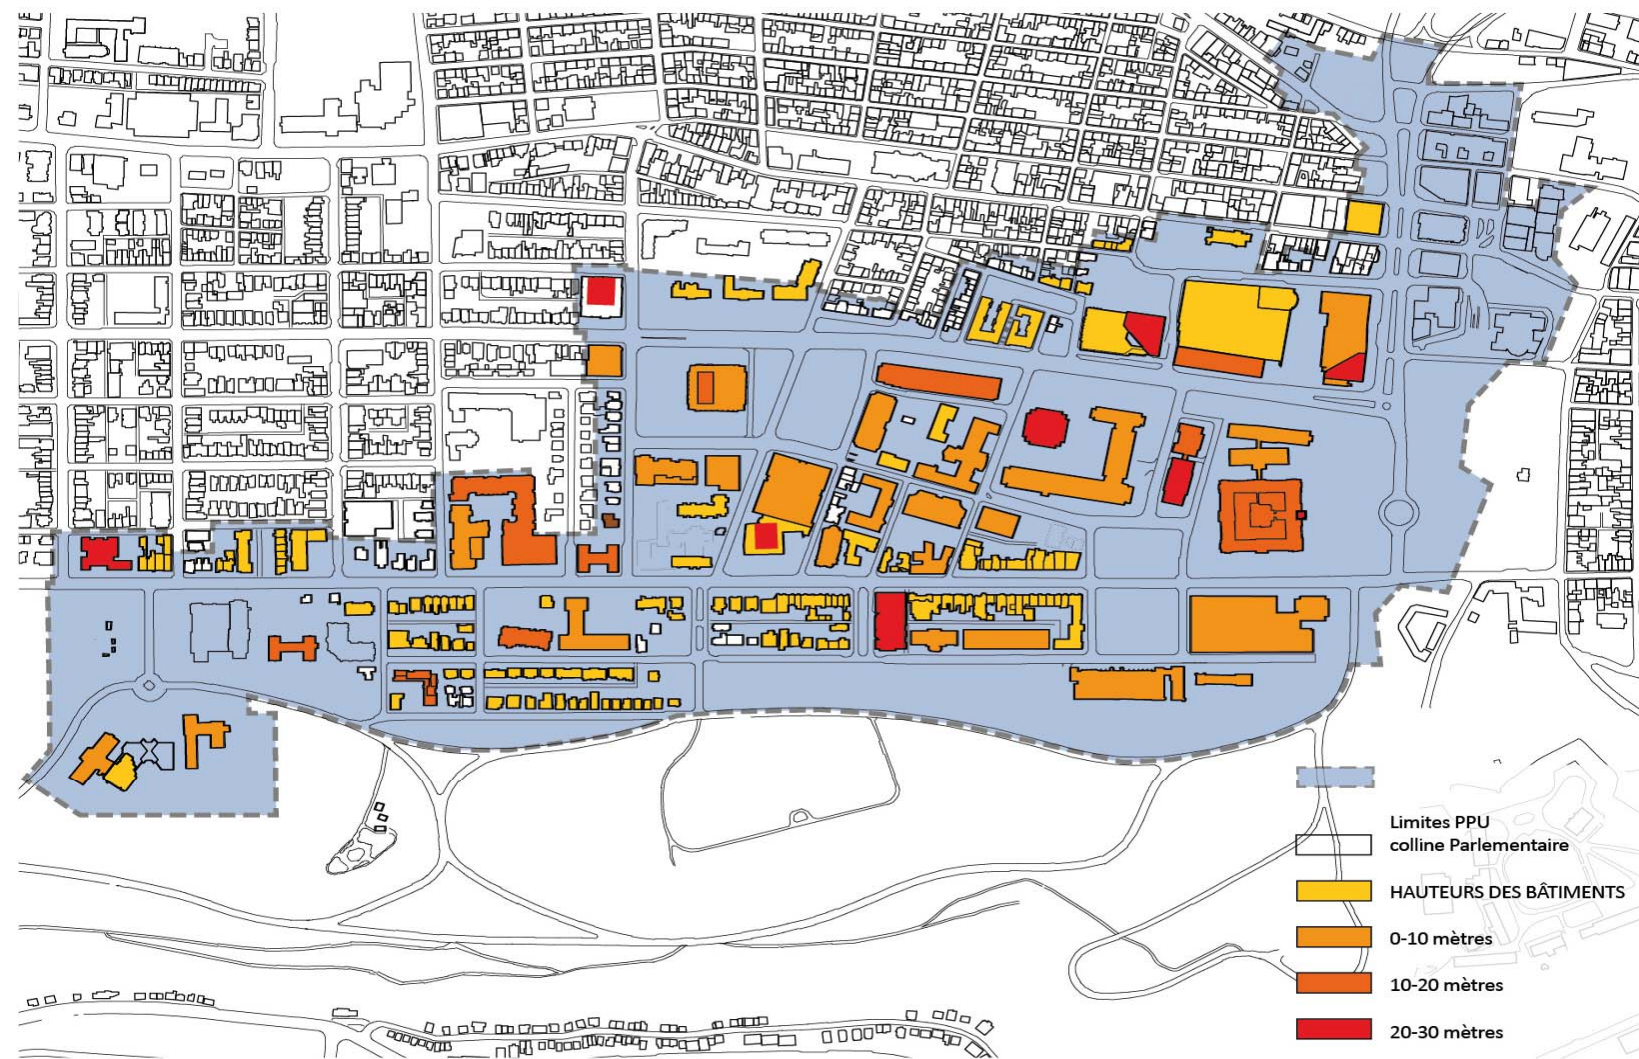 Limites PPU
colline Parlementaire
HAUTEURS DES BÂTIMENTS
0-10 mètres
10-20 mètres
20-30 mètres